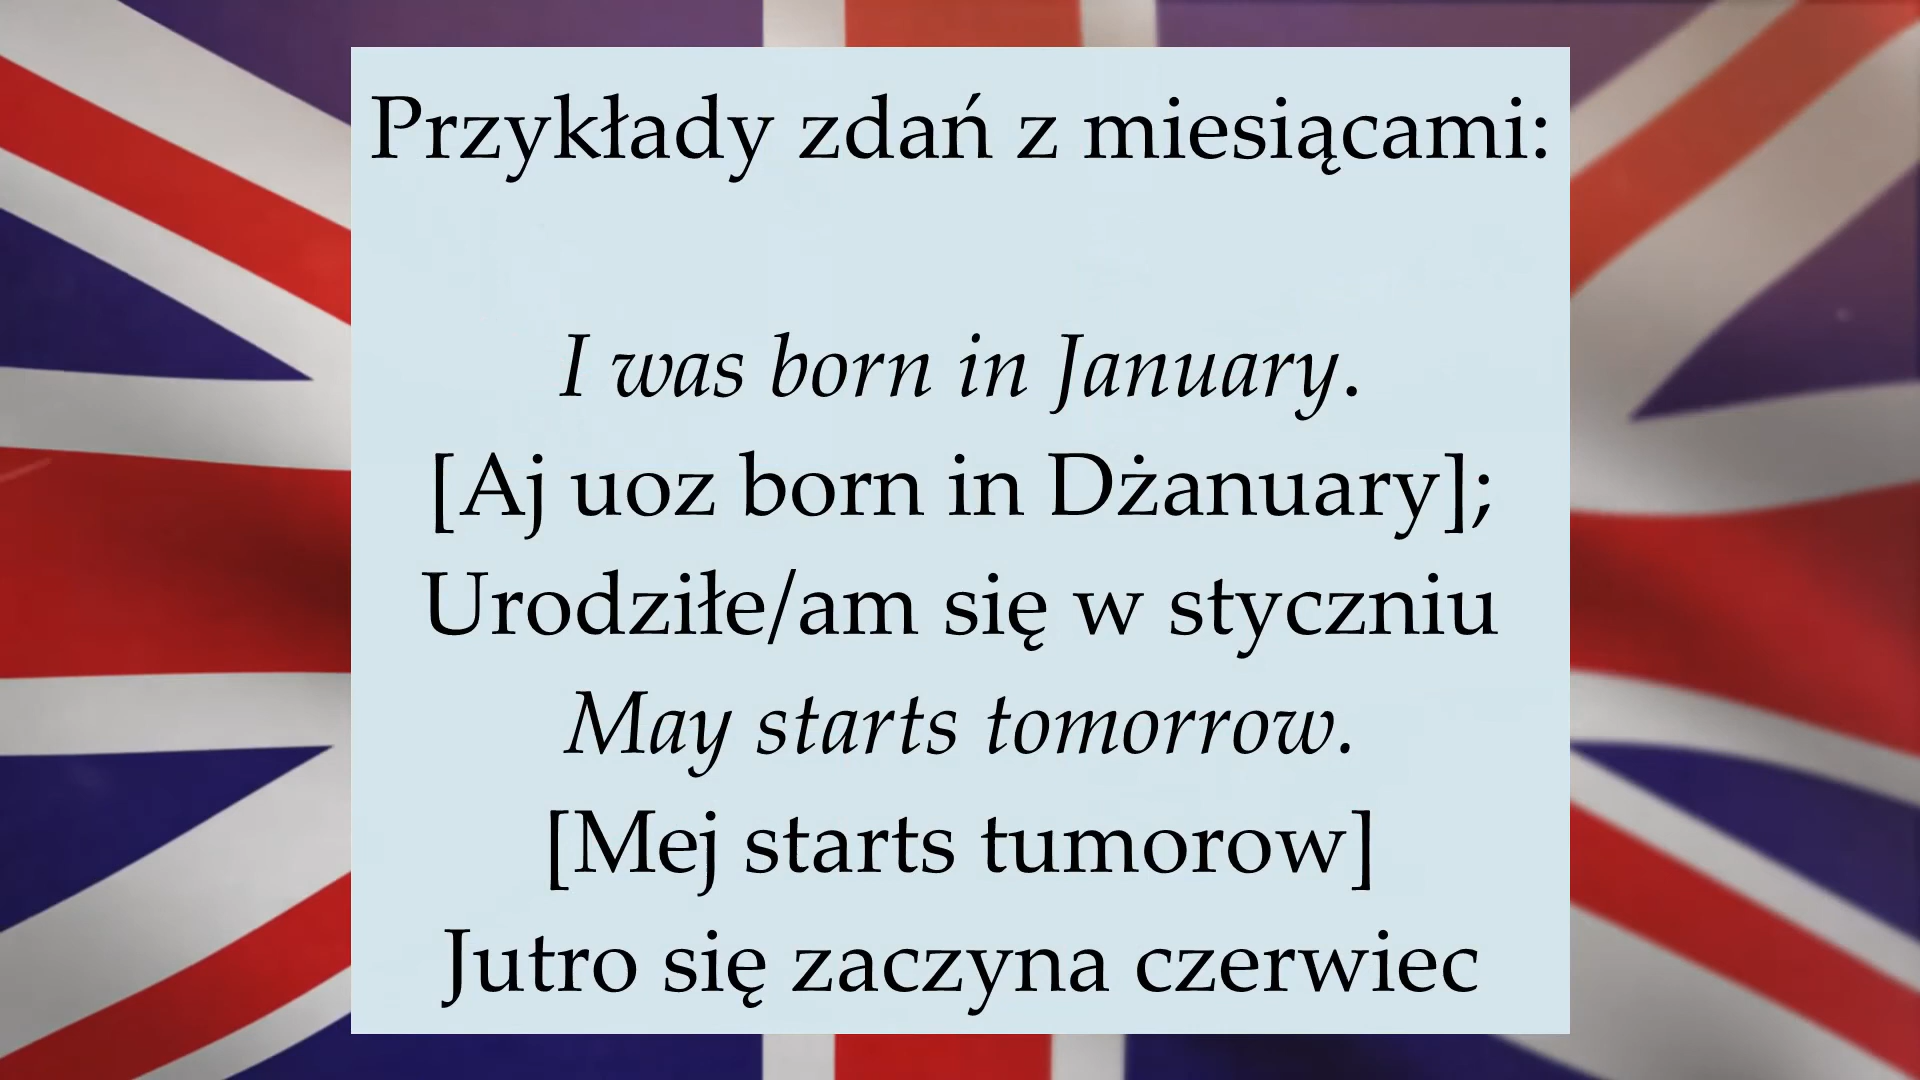 Przykłady zdań z miesiącami:
I was born in January.
[Aj uoz born in Dżanuary];
Urodziłe/am się w styczniu
May starts tomorrow.
[Mej starts tumorow]
Jutro się zaczyna czerwiec